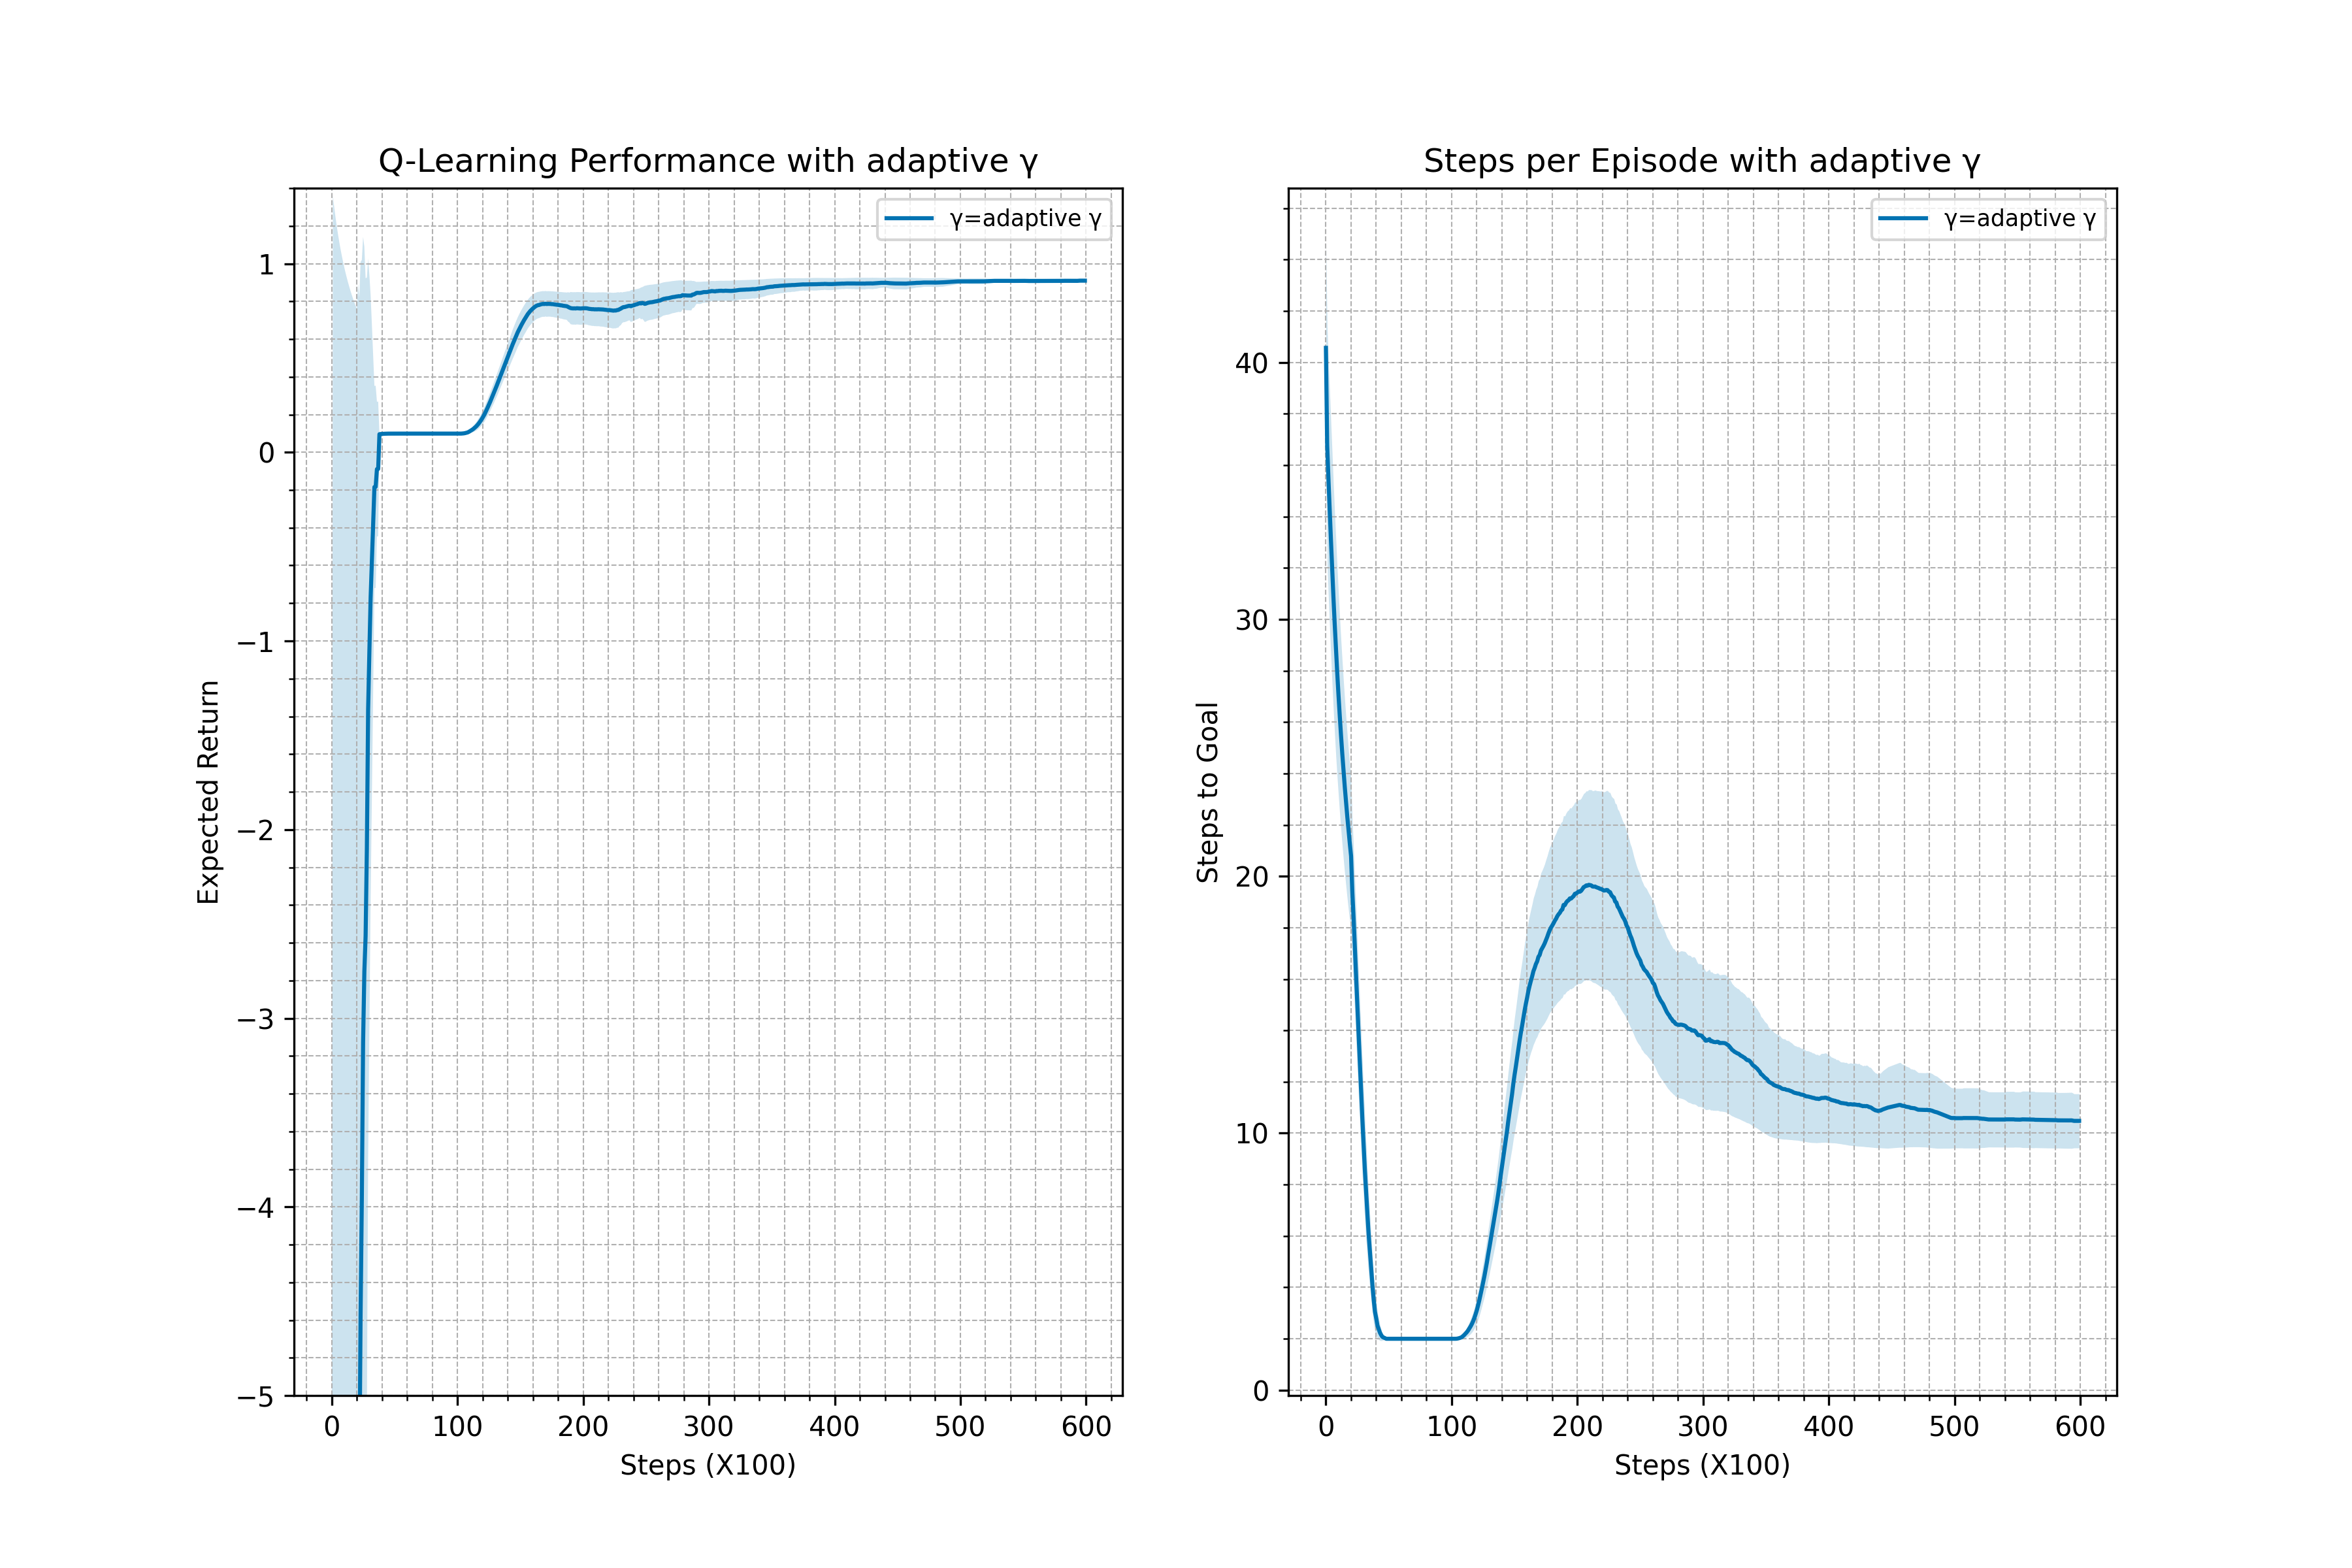 Q-Learning Performance with adaptive γ
γ=adaptive γ
1
0
−1
−2
−3
−4
−5
Expected Return
0 100 200 300 400 500 600
Steps (X100)
Steps per Episode with adaptive γ
γ=adaptive γ
40
30
20
10
0
Steps to Goal
0 100 200 300 400 500 600
Steps (X100)